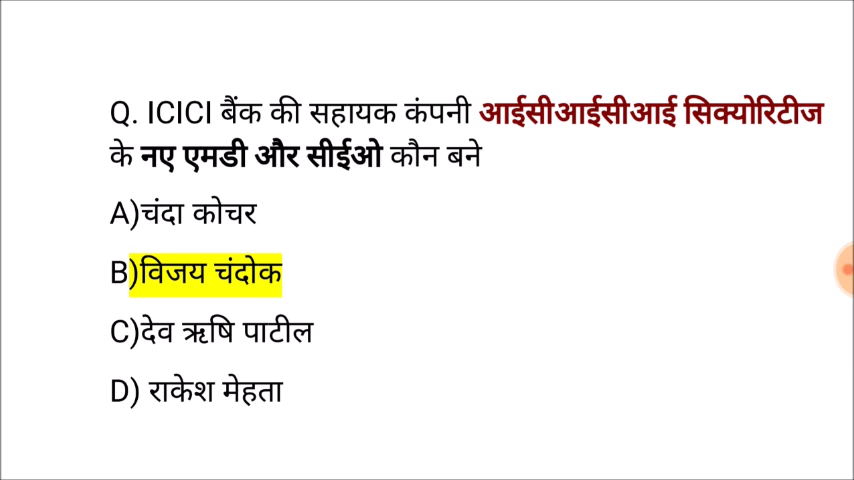 Q. ICICI बैंक की सहायक कंपनी आईसीआईसीआई सिक्योरिटीज
के नए एमडी और सीईओ कौन बने
A)चंदा कोचर
B)विजय चंदोक
C)देव ऋषि पाटील
D) राकेश मेहता